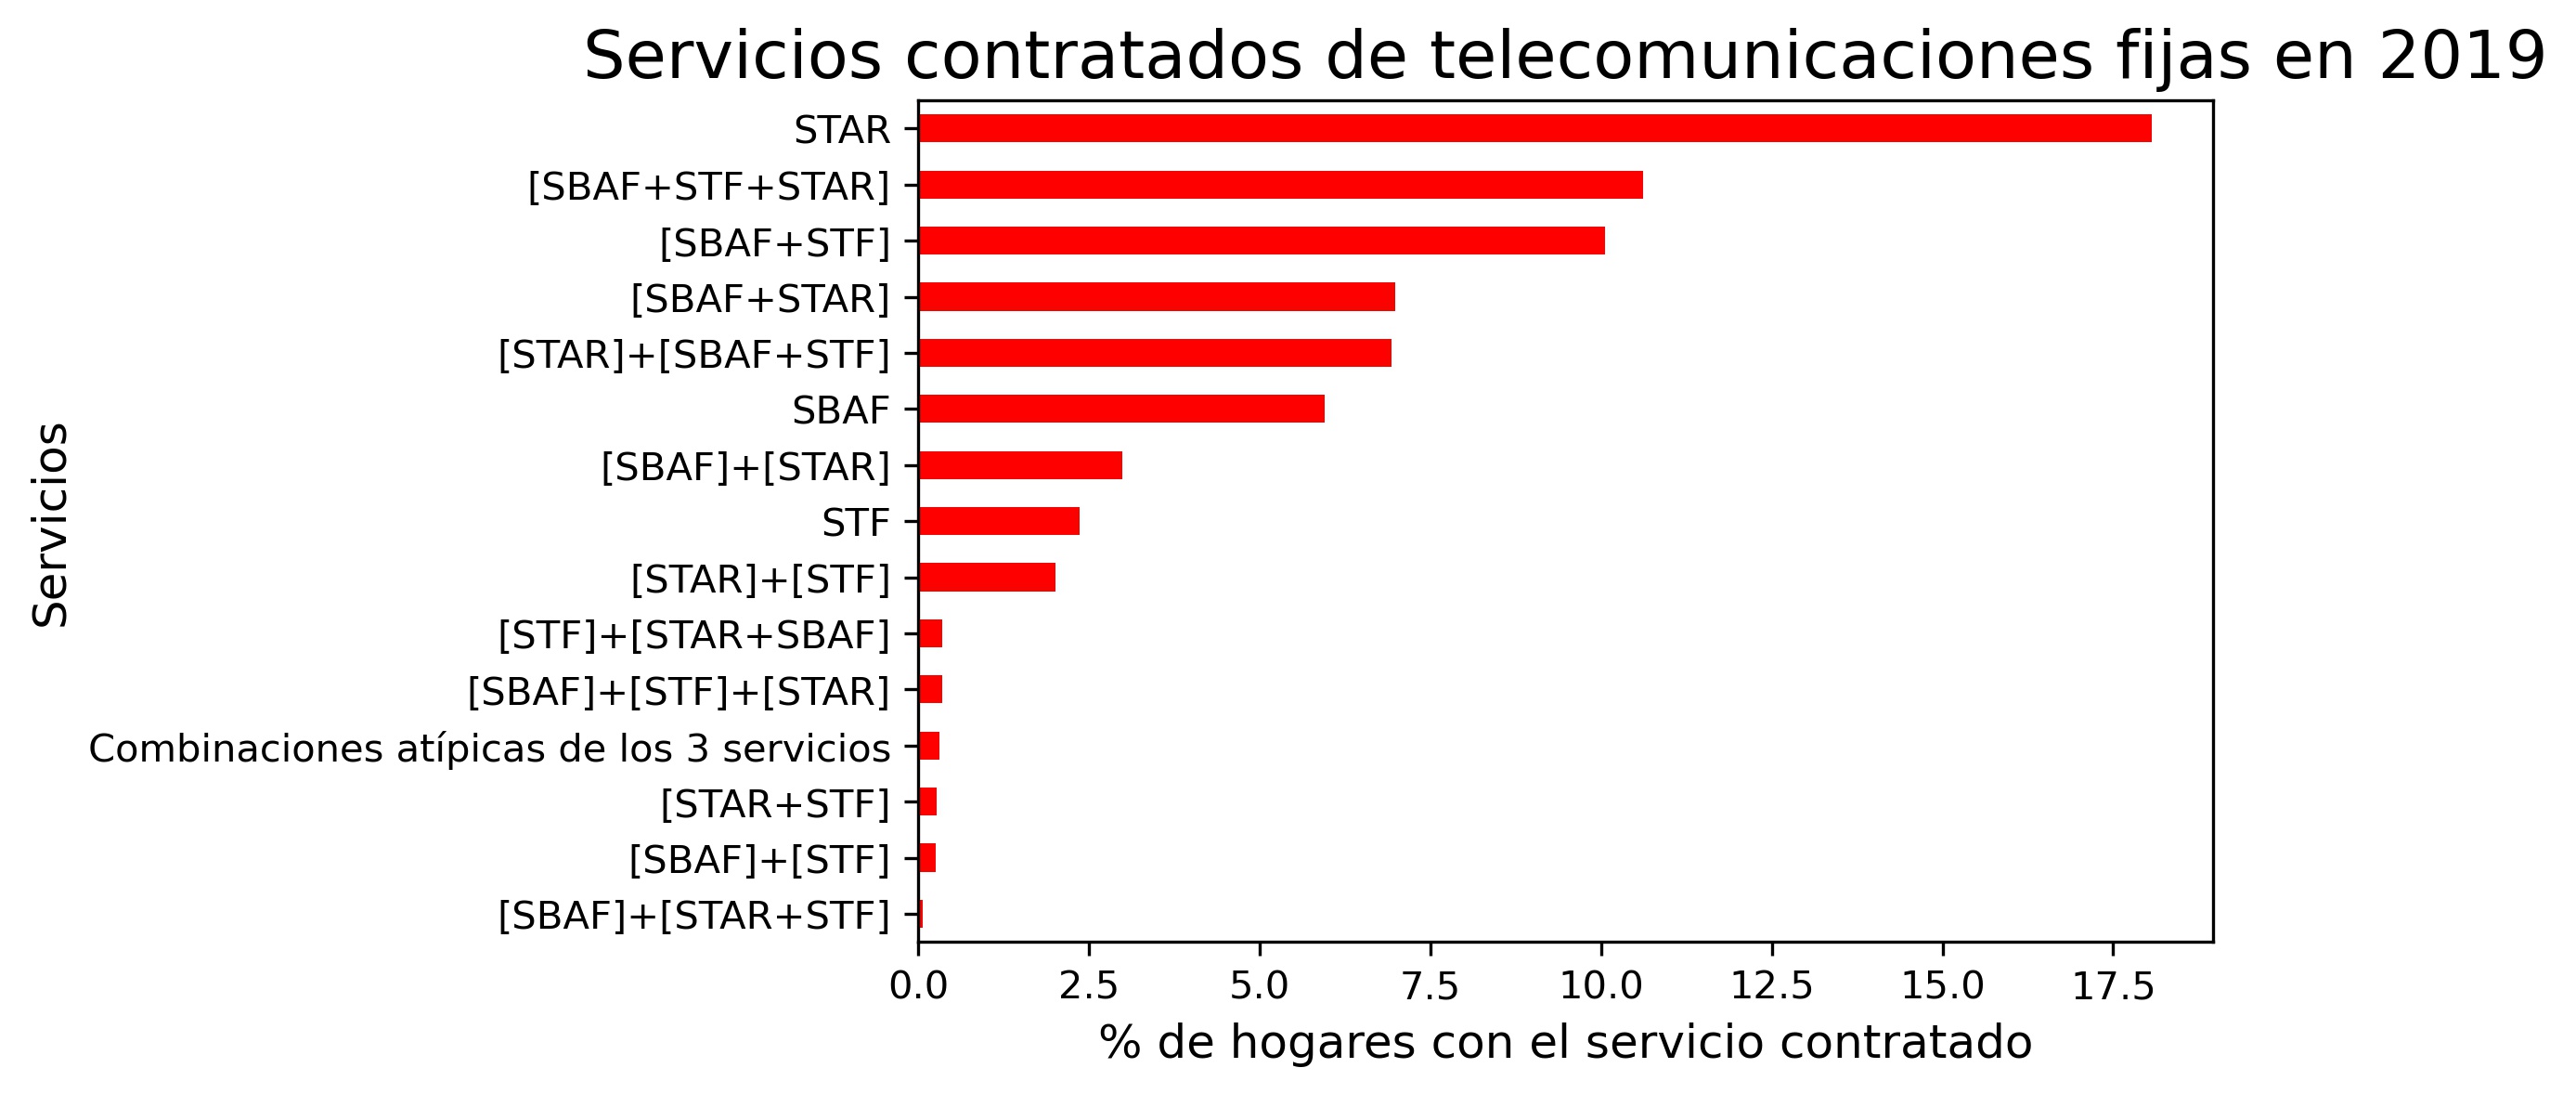 Servicios contratados de telecomunicaciones fijas en 2019
STAR
[SBAF+STF+STAR]
[SBAF+STF]
[SBAF+STAR]
[STAR]+[SBAF+STF]
SBAF
[SBAF]+[STAR]
STF
[STAR]+[STF]
[STF]+[STAR+SBAF]
[SBAF]+[STF]+[STAR]
Combinaciones atípicas de los 3 servicios
[STAR+STF]
[SBAF]+[STF]
[SBAF]+[STAR+STF]
Servicios
0.0 2.5 5.0 7.5 10.0 12.5 15.0 17.5
% de hogares con el servicio contratado